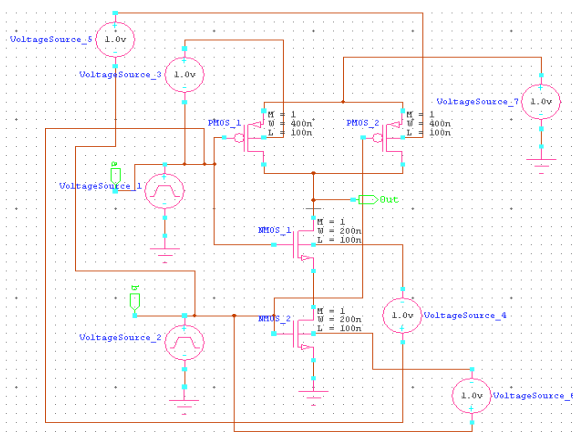 VoltageSource_5
1.0v
VoltageSource_3
1.0v
VoltageSource_7
1.0v
PMOS_1
M = 1
W = 400n
L = 100n
PMOS_2
M = 1
W = 400n
L = 100n
VoltageSource_1
Out
NMOS_1
M = 1
W = 200n
L = 100n
VoltageSource_4
1.0v
VoltageSource_2
NMOS_2
M = 1
W = 200n
L = 100n
1.0v